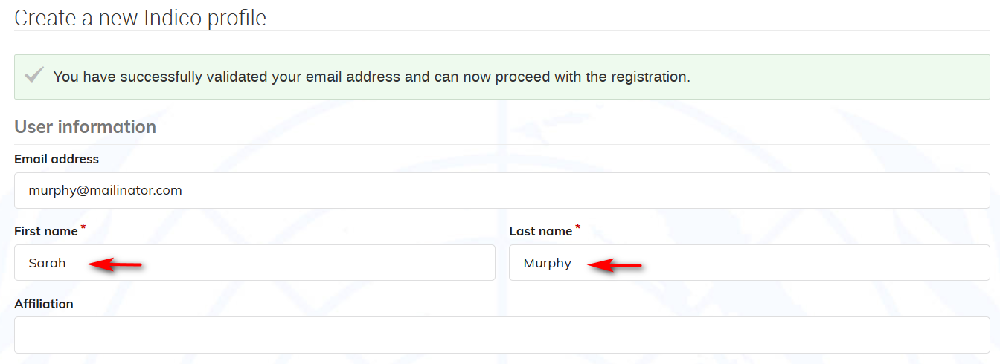 Create a new Indico profile
You have successfully validated your email address and can now proceed with the registration.
User information
Email address
murphy@mailinator.com
First name *
Last name *
Sarah
Murphy
Affiliation